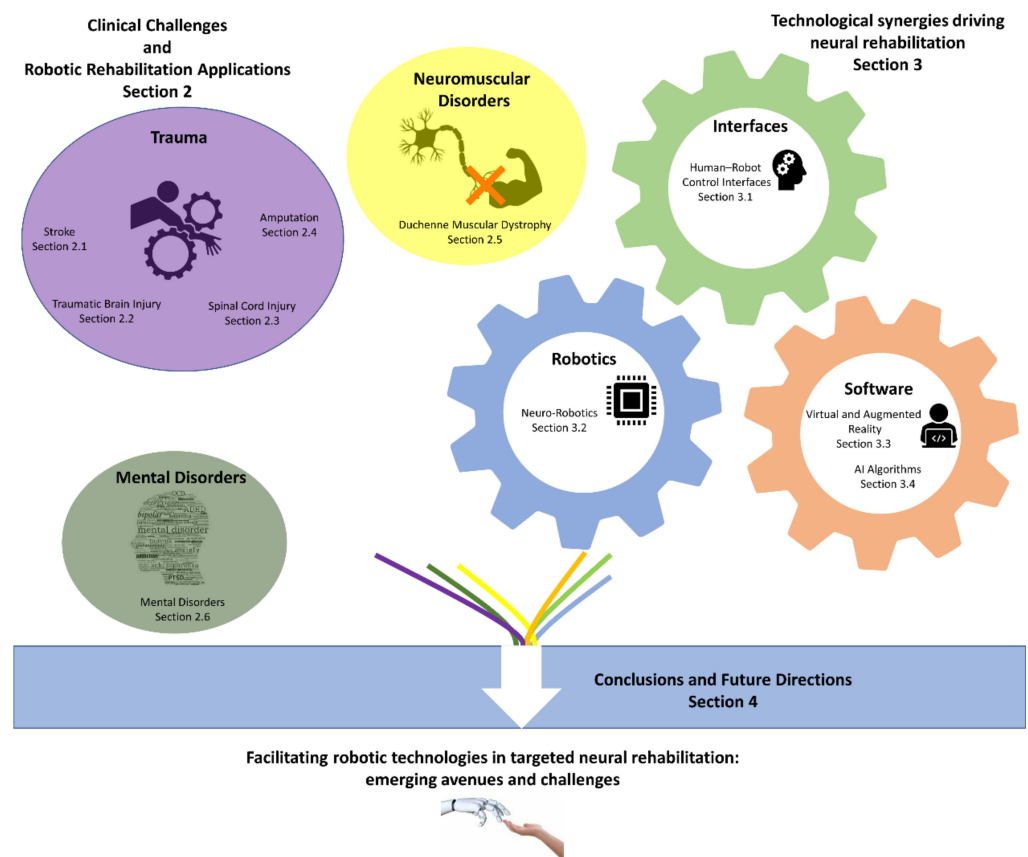 Clinical Challenges
and
Robotic Rehabilitation Applications
Section 2
Trauma
Stroke
Section 2.1
Amputation
Section 2.4
Traumatic Brain Injury
Section 2.2
Spinal Cord Injury
Section 2.3
Neuromuscular
Disorders
Duchenne Muscular Dystrophy
Section 2.5
Mental Disorders
OCD
ADHD
bipolar
mental disorder
PTSD
Mental Disorders
Section 2.6
Technological synergies driving
neural rehabilitation
Section 3
Interfaces
Human–Robot
Control Interfaces
Section 3.1
Robotics
Neuro-Robotics
Section 3.2
Software
Virtual and Augmented
Reality
Section 3.3
</>
AI Algorithms
Section 3.4
Conclusions and Future Directions
Section 4
Facilitating robotic technologies in targeted neural rehabilitation:
emerging avenues and challenges